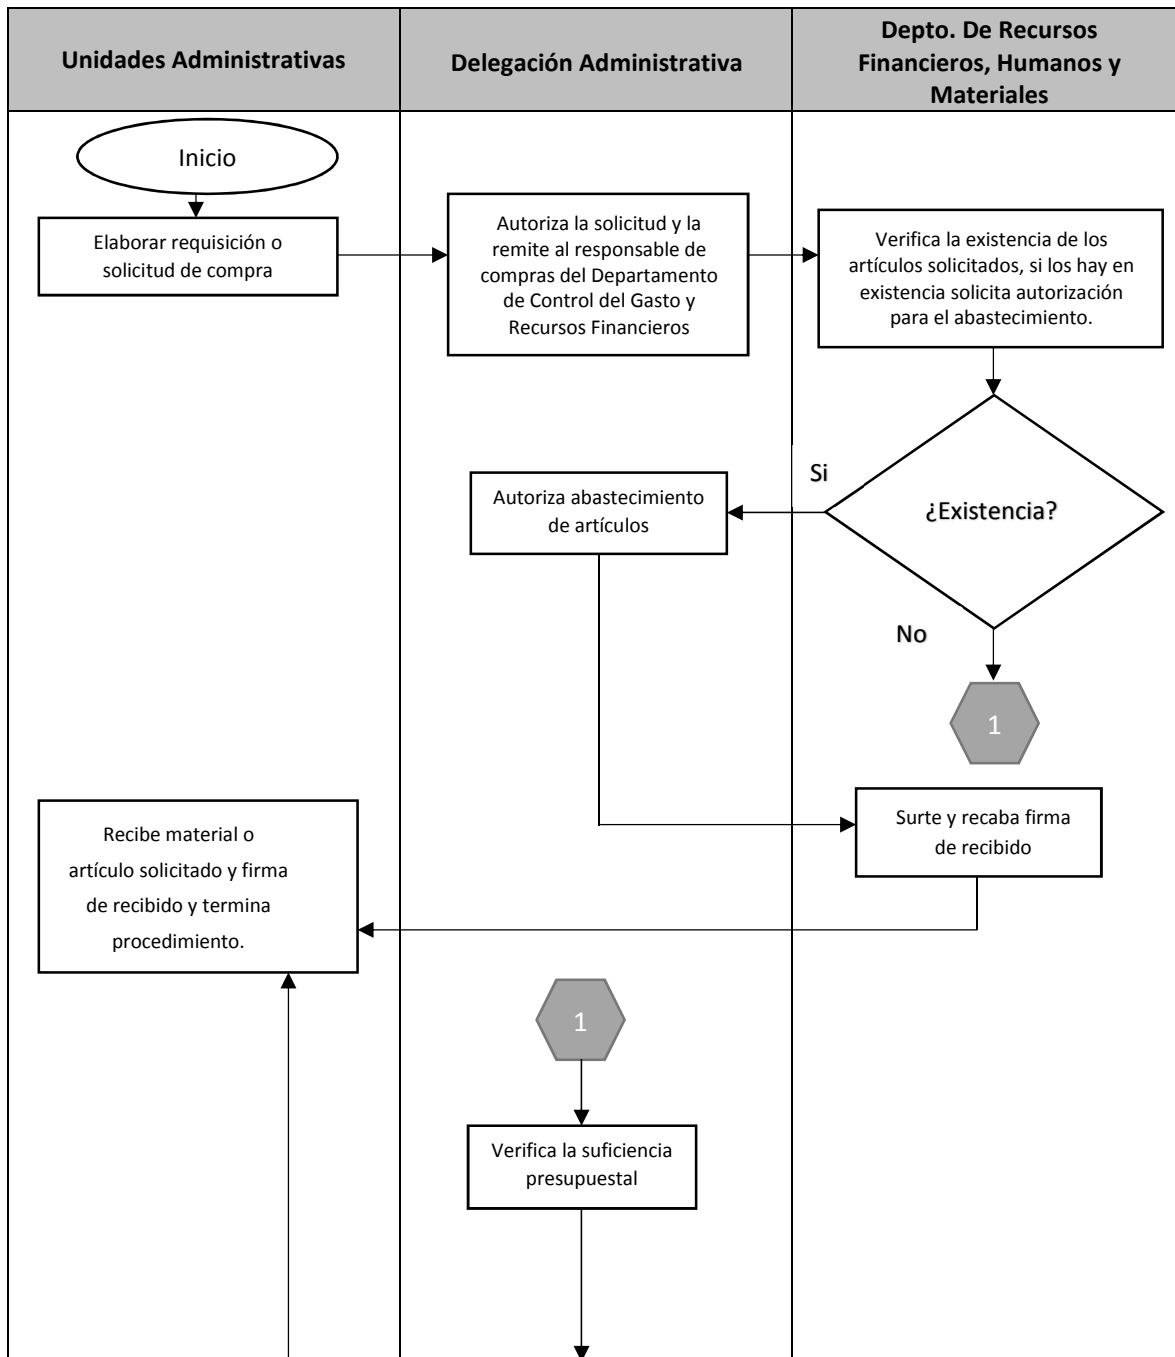 Unidades Administrativas
Delegación Administrativa
Depto. De Recursos
Financieros, Humanos y
Materiales
Inicio
Elaborar requisición o
solicitud de compra
Autoriza la solicitud y la
remite al responsable de
compras del Departamento
de Control del Gasto y
Recursos Financieros
Verifica la existencia de los
artículos solicitados, si los hay en
existencia solicita autorización
para el abastecimiento.
¿Existencia?
Si
Autoriza abastecimiento
de artículos
No
1
Surte y recaba firma
de recibido
Recibe material o
artículo solicitado y firma
de recibido y termina
procedimiento.
1
Verifica la suficiencia
presupuestal